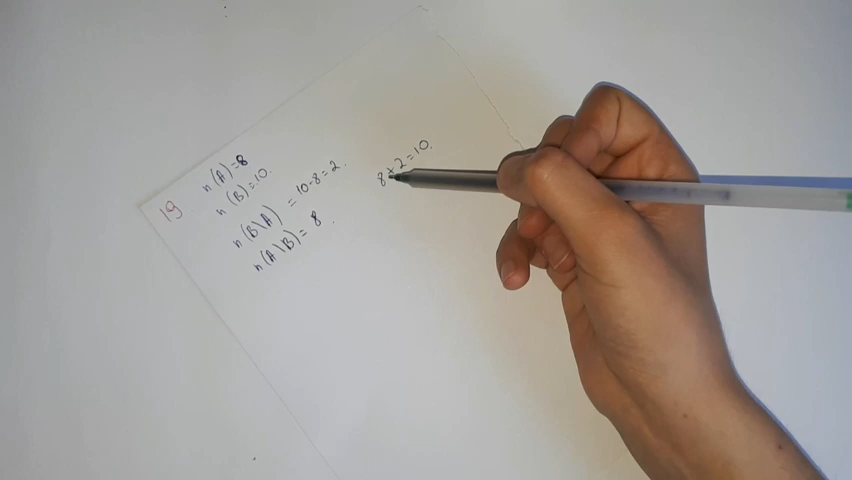 19
n(A)=8
n(B)=10.
n(B\A) = 10-8=2.
n(A\B)= 8.
8+2=10.